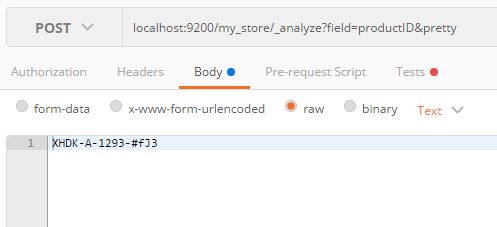 POST localhost:9200/my_store/_analyze?field=productID&pretty
Authorization Headers Body Pre-request Script Tests
form-data x-www-form-urlencoded raw binary Text
1 XHDK-A-1293-#fJ3